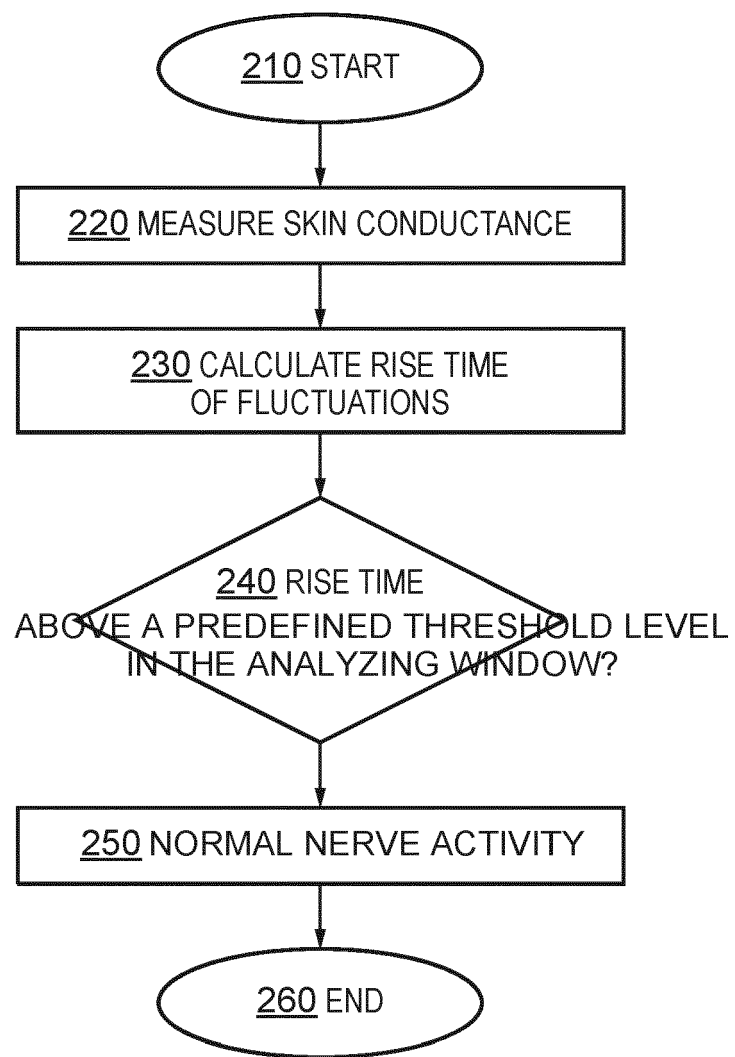 210 START
220 MEASURE SKIN CONDUCTANCE
230 CALCULATE RISE TIME
OF FLUCTUATIONS
240 RISE TIME
ABOVE A PREDEFINED THRESHOLD LEVEL
IN THE ANALYZING WINDOW?
250 NORMAL NERVE ACTIVITY
260 END